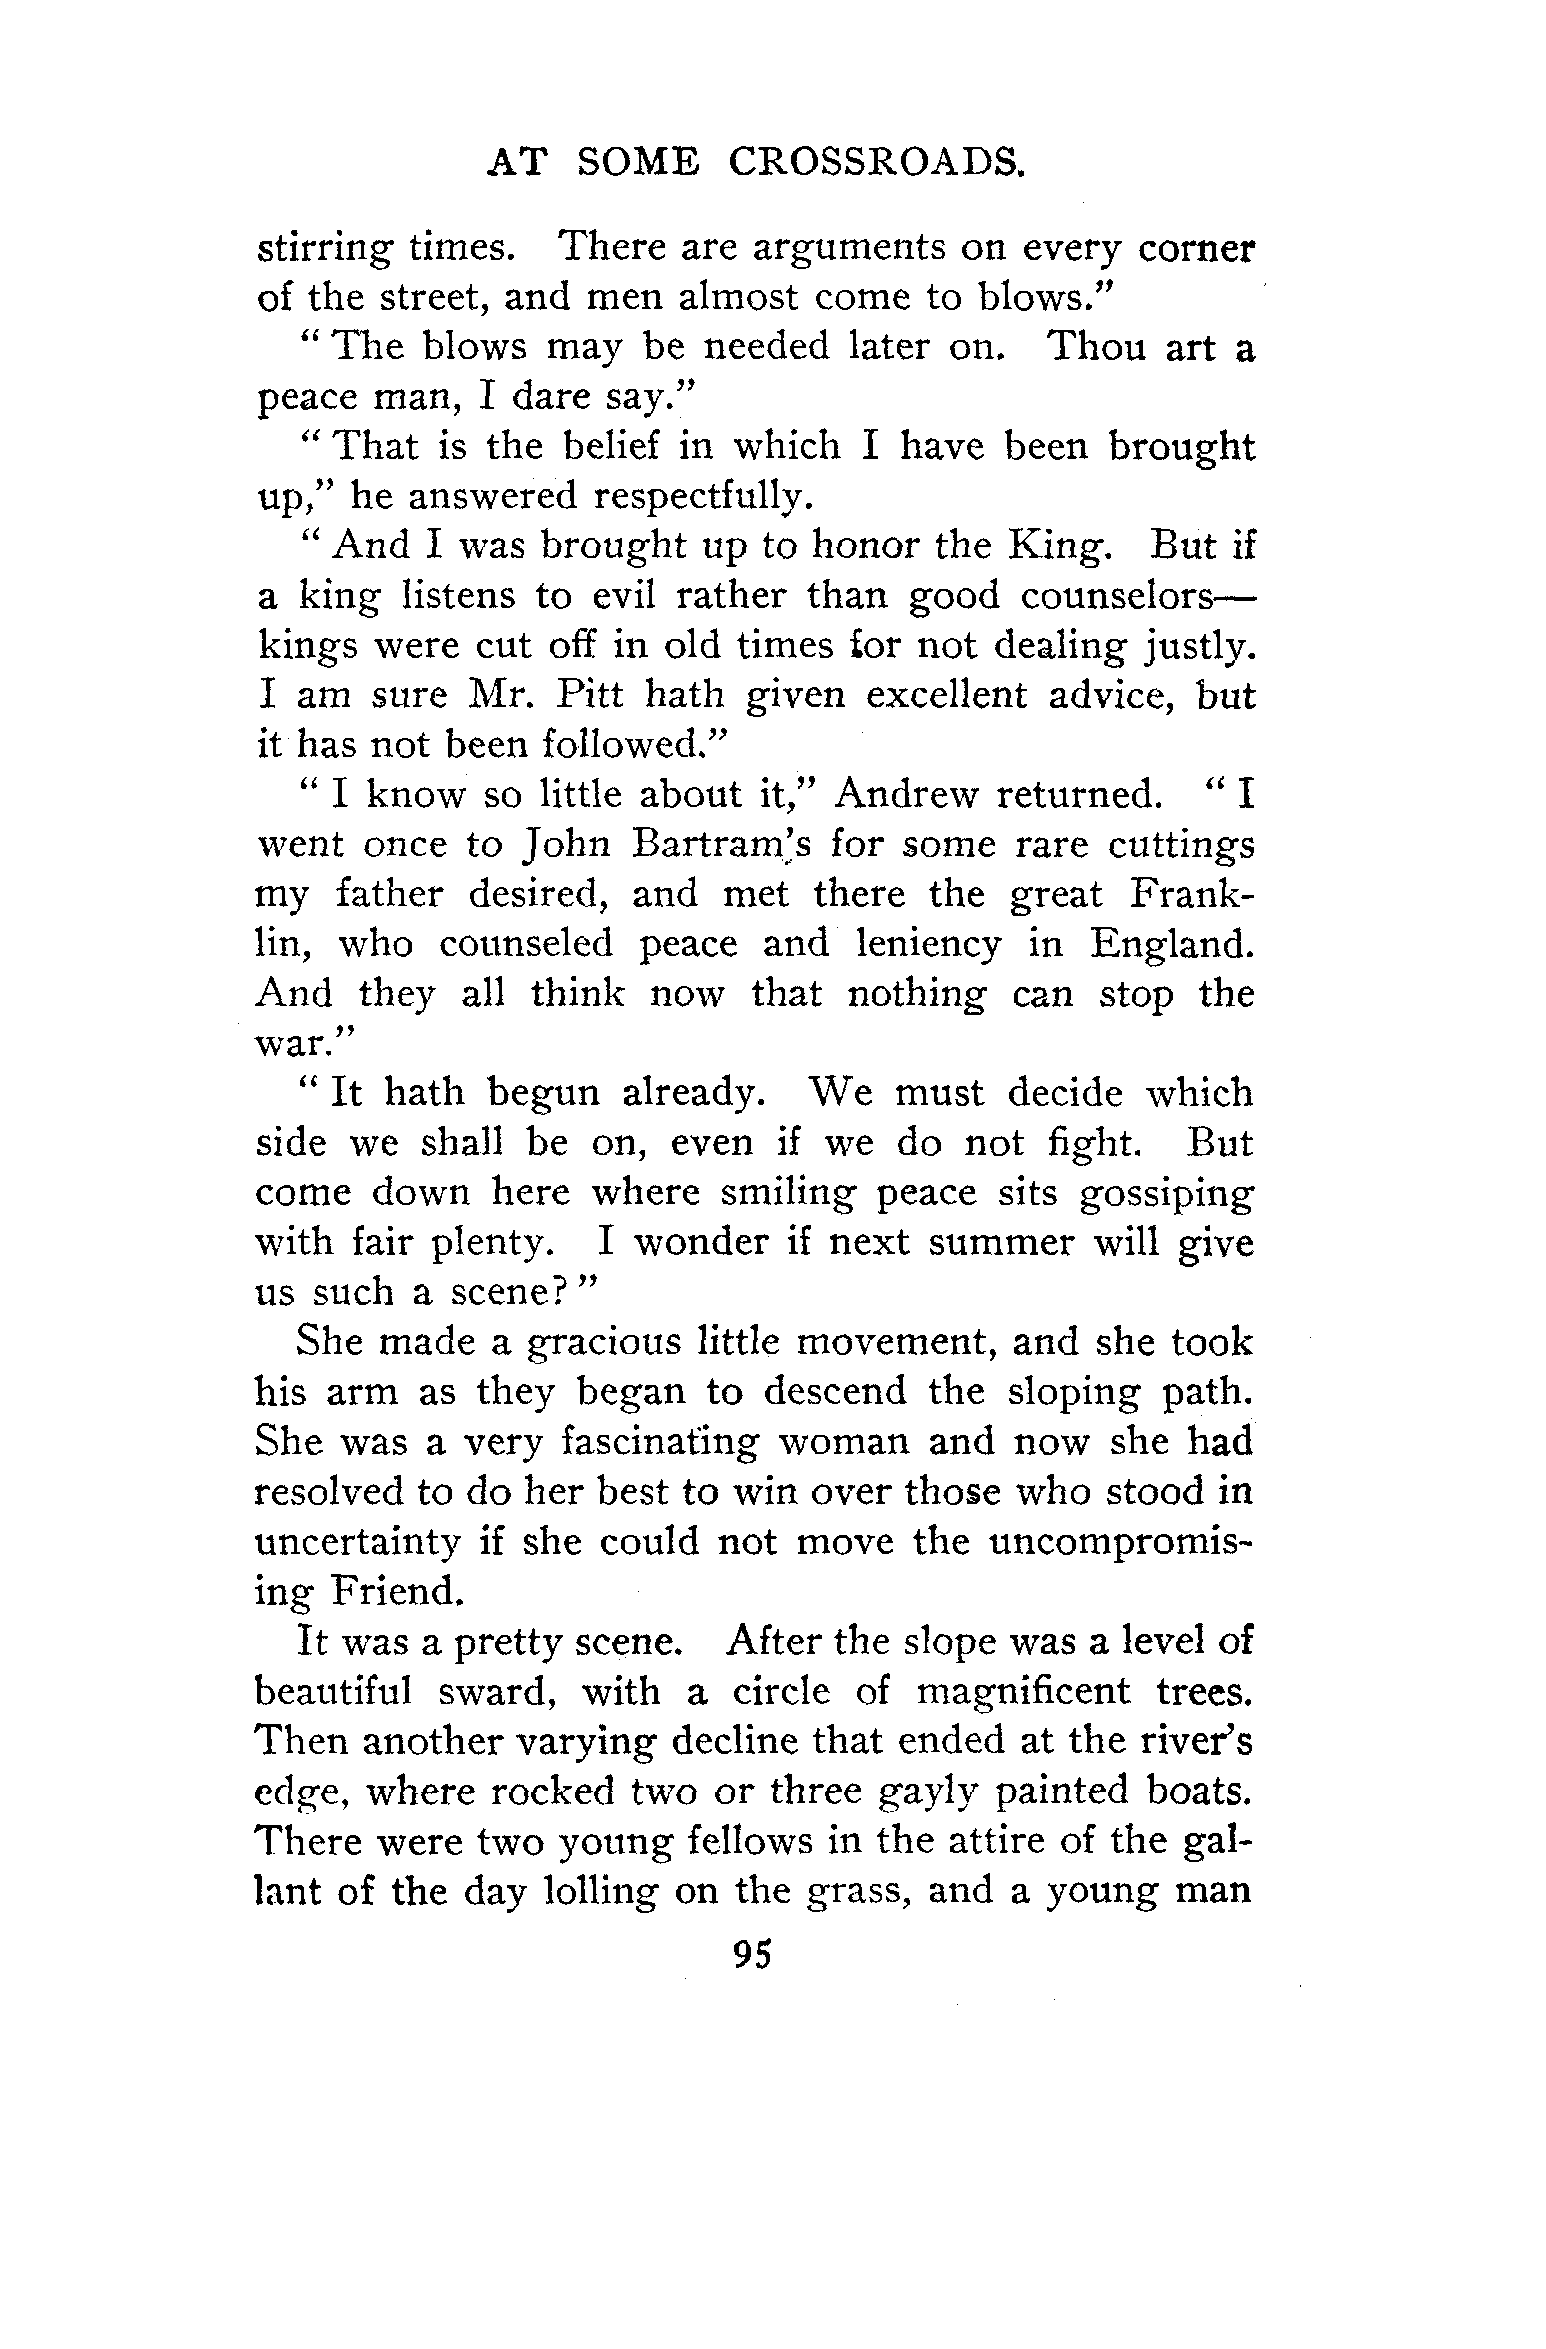 AT SOME CROSSROADS.
stirring times. There are arguments on every corner
of the street, and men almost come to blows.”
“ The blows may be needed later on. Thou art a
peace man, I dare say.”
“ That is the belief in which I have been brought
up,” he answered respectfully.
“ And I was brought up to honor the King. But if
a king listens to evil rather than good counselors—
kings were cut off in old times for not dealing justly.
I am sure Mr. Pitt hath given excellent advice, but
it has not been followed.”
“ I know so little about it,” Andrew returned. “ I
went once to John Bartram’s for some rare cuttings
my father desired, and met there the great Frank-
lin, who counseled peace and leniency in England.
And they all think now that nothing can stop the
war.”
“ It hath begun already. We must decide which
side we shall be on, even if we do not fight. But
come down here where smiling peace sits gossiping
with fair plenty. I wonder if next summer will give
us such a scene? ”
She made a gracious little movement, and she took
his arm as they began to descend the sloping path.
She was a very fascinating woman and now she had
resolved to do her best to win over those who stood in
uncertainty if she could not move the uncompromis-
ing Friend.
It was a pretty scene. After the slope was a level of
beautiful sward, with a circle of magnificent trees.
Then another varying decline that ended at the river’s
edge, where rocked two or three gayly painted boats.
There were two young fellows in the attire of the gal-
lant of the day lolling on the grass, and a young man
95